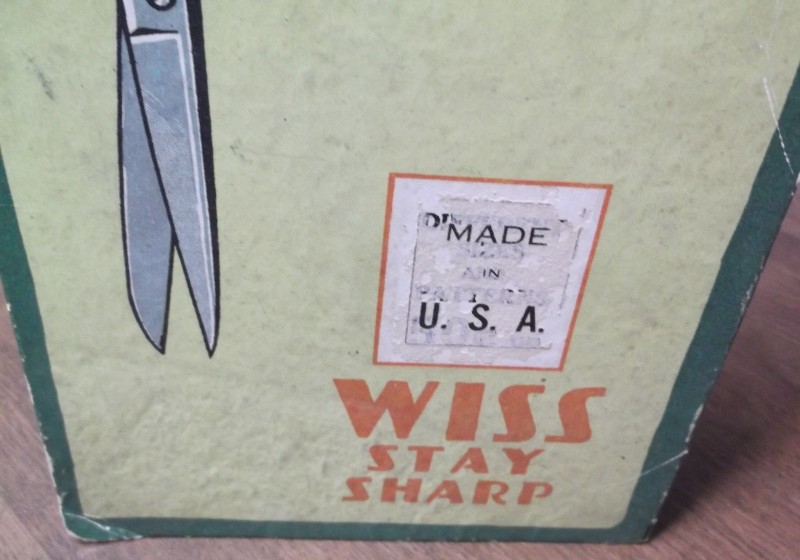 MADE
IN
U. S. A.
WISS
STAY
SHARP